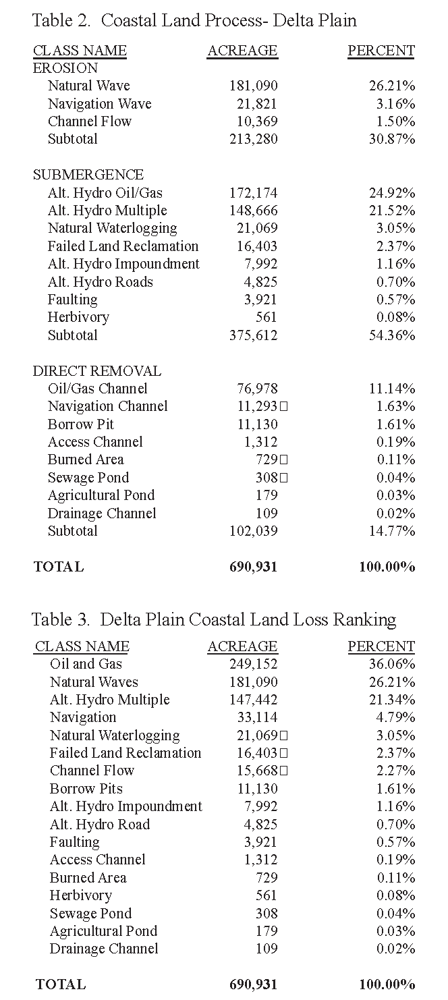 Table 2. Coastal Land Process- Delta Plain
CLASS NAME ACREAGE PERCENT
EROSION
Natural Wave 181,090 26.21%
Navigation Wave 21,821 3.16%
Channel Flow 10,369 1.50%
Subtotal 213,280 30.87%
SUBMERGENCE
Alt. Hydro Oil/Gas 172,174 24.92%
Alt. Hydro Multiple 148,666 21.52%
Natural Waterlogging 21,069 3.05%
Failed Land Reclamation 16,403 2.37%
Alt. Hydro Impoundment 7,992 1.16%
Alt. Hydro Roads 4,825 0.70%
Faulting 3,921 0.57%
Herbivory 561 0.08%
Subtotal 375,612 54.36%
DIRECT REMOVAL
Oil/Gas Channel 76,978 11.14%
Navigation Channel 11,293□ 1.63%
Borrow Pit 11,130 1.61%
Access Channel 1,312 0.19%
Burned Area 729□ 0.11%
Sewage Pond 308□ 0.04%
Agricultural Pond 179 0.03%
Drainage Channel 109 0.02%
Subtotal 102,039 14.77%
TOTAL 690,931 100.00%
Table 3. Delta Plain Coastal Land Loss Ranking
CLASS NAME ACREAGE PERCENT
Oil and Gas 249,152 36.06%
Natural Waves 181,090 26.21%
Alt. Hydro Multiple 147,442 21.34%
Navigation 33,114 4.79%
Natural Waterlogging 21,069□ 3.05%
Failed Land Reclamation 16,403□ 2.37%
Channel Flow 15,668□ 2.27%
Borrow Pits 11,130 1.61%
Alt. Hydro Impoundment 7,992 1.16%
Alt. Hydro Road 4,825 0.70%
Faulting 3,921 0.57%
Access Channel 1,312 0.19%
Burned Area 729 0.11%
Herbivory 561 0.08%
Sewage Pond 308 0.04%
Agricultural Pond 179 0.03%
Drainage Channel 109 0.02%
TOTAL 690,931 100.00%